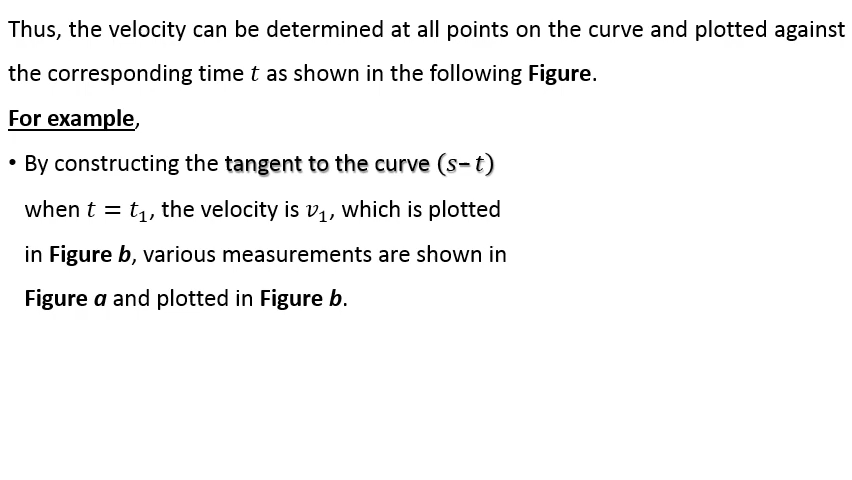 Thus, the velocity can be determined at all points on the curve and plotted against
the corresponding time t as shown in the following Figure.
For example,
• By constructing the tangent to the curve (s– t)
when t = t₁, the velocity is v₁, which is plotted
in Figure b, various measurements are shown in
Figure a and plotted in Figure b.